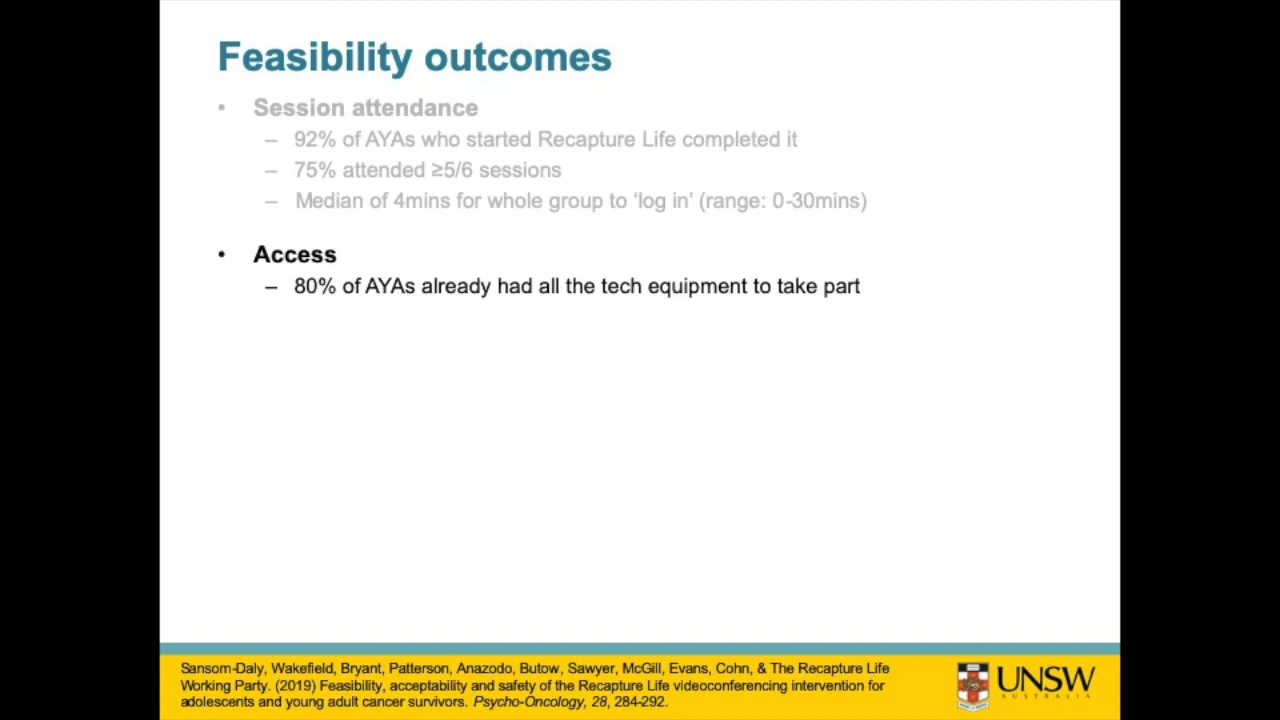 Feasibility outcomes
• Session attendance
– 92% of AYAs who started Recapture Life completed it
– 75% attended ≥5/6 sessions
– Median of 4mins for whole group to ‘log in’ (range: 0-30mins)
• Access
– 80% of AYAs already had all the tech equipment to take part
Sansom-Daly, Wakefield, Bryant, Patterson, Anazodo, Butow, Sawyer, McGill, Evans, Cohn, & The Recapture Life
Working Party. (2019) Feasibility, acceptability and safety of the Recapture Life videoconferencing intervention for
adolescents and young adult cancer survivors. Psycho-Oncology, 28, 284-292.
UNSW
AUSTRALIA